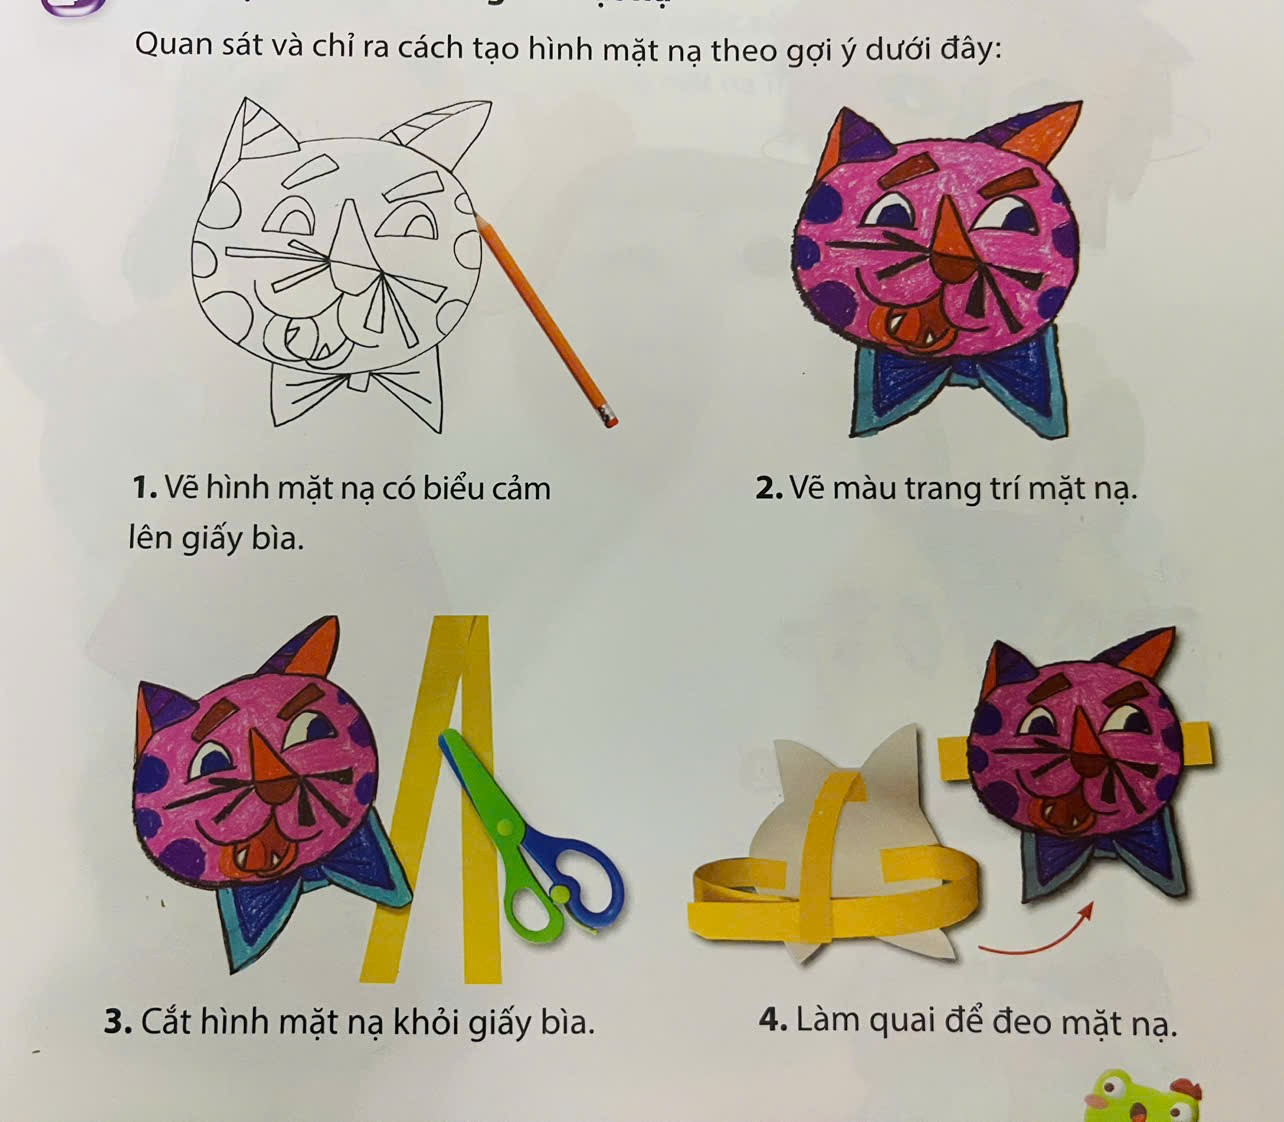 Quan sát và chỉ ra cách tạo hình mặt nạ theo gợi ý dưới đây:
1. Vẽ hình mặt nạ có biểu cảm
lên giấy bìa.
2. Vẽ màu trang trí mặt nạ.
3. Cắt hình mặt nạ khỏi giấy bìa.
4. Làm quai để đeo mặt nạ.